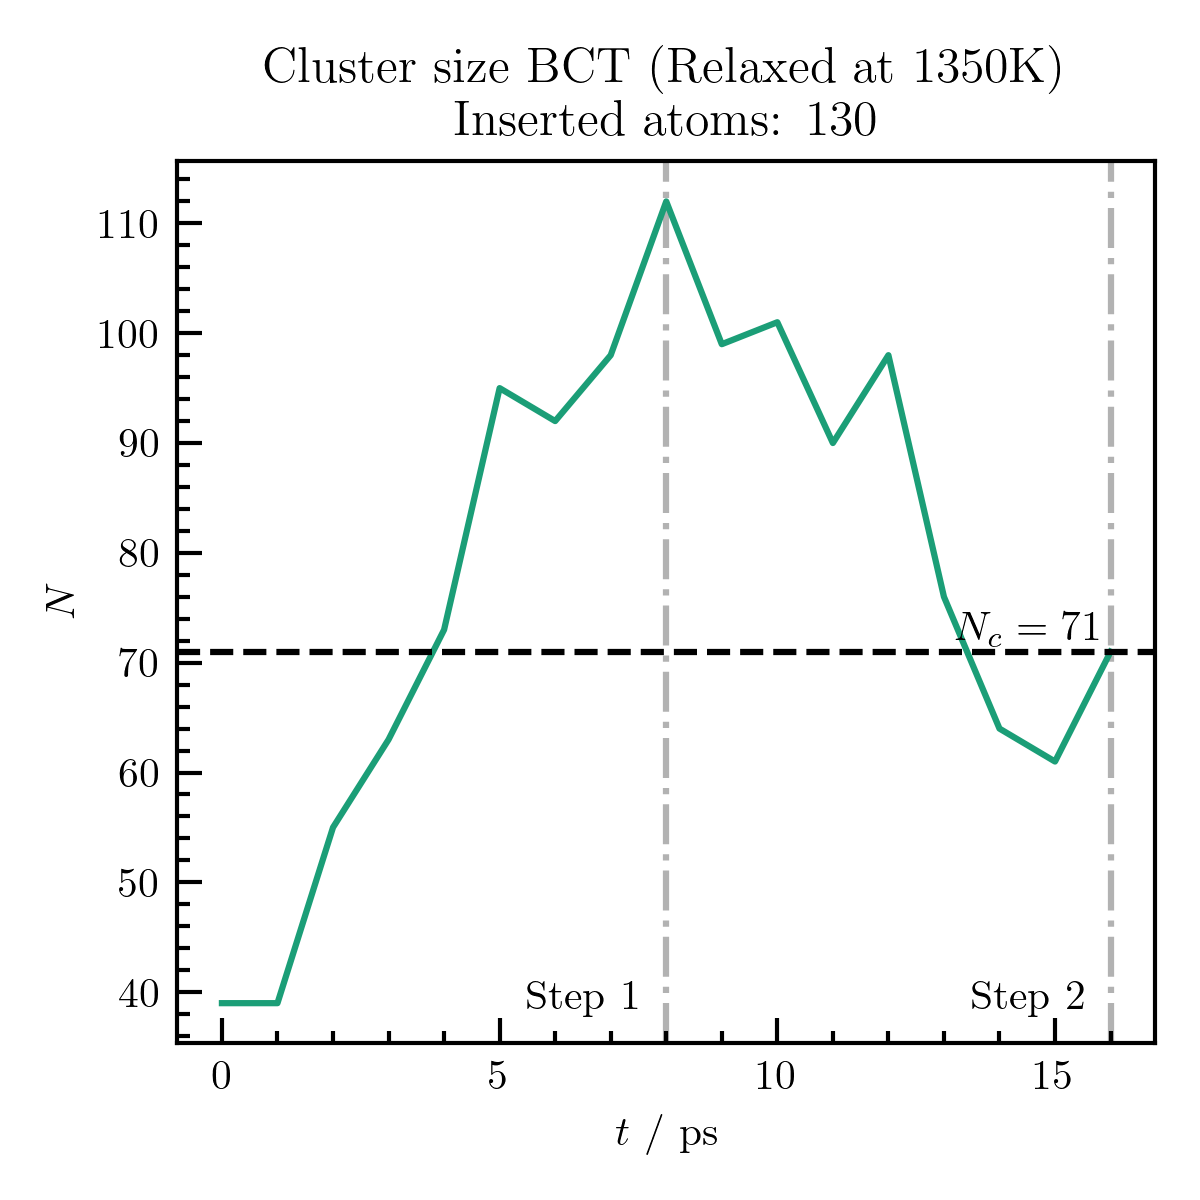 Cluster size BCT (Relaxed at 1350K)
Inserted atoms: 130
110
100
90
80
70
60
50
40
N
N_c = 71
Step 1
Step 2
0 5 10 15
t / ps